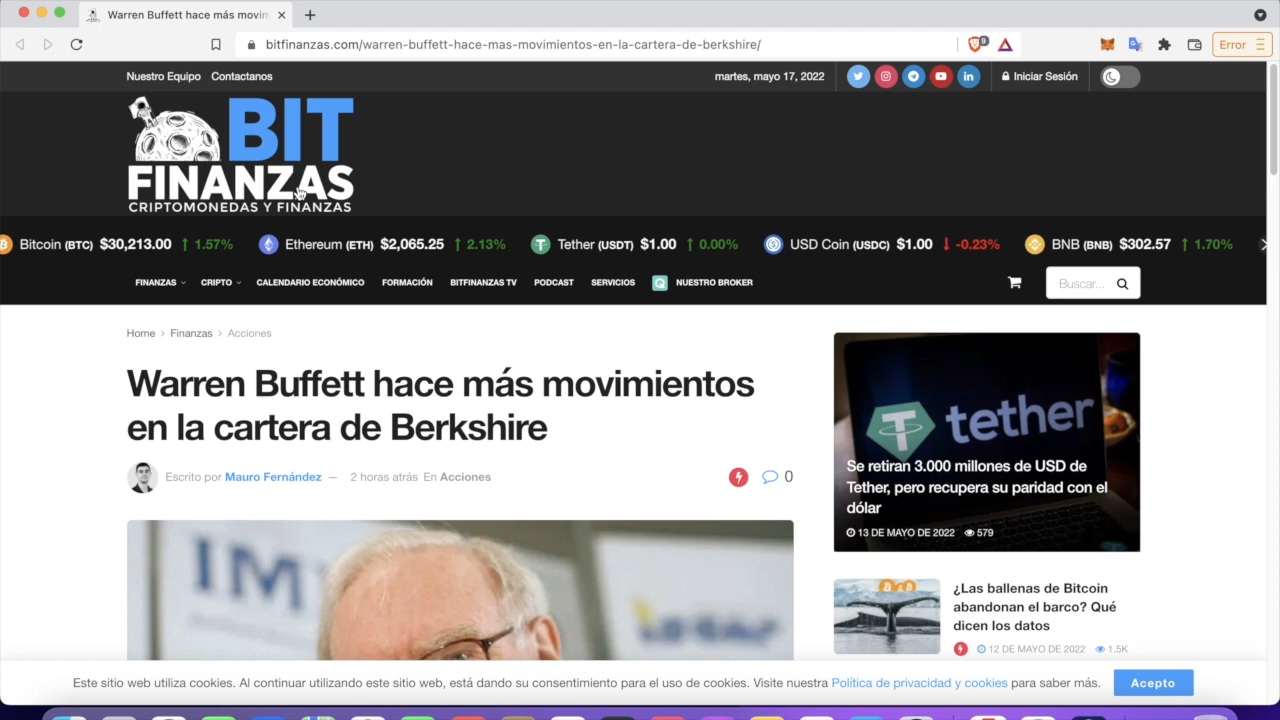 Warren Buffett hace más movim
bitfinanzas.com/warren-buffett-hace-mas-movimientos-en-la-cartera-de-berkshire/
9
Error
Nuestro Equipo Contactanos
martes, mayo 17, 2022
Iniciar Sesión
BIT
FINANZAS
CRIPTOMONEDAS Y FINANZAS
Bitcoin (BTC) $30,213.00 ↑ 1.57% Ethereum (ETH) $2,065.25 ↑ 2.13% Tether (USDT) $1.00 ↑ 0.00% USD Coin (USDC) $1.00 ↓ -0.23% BNB (BNB) $302.57 ↑ 1.70%
FINANZAS CRIPTO CALENDARIO ECONÓMICO FORMACIÓN BITFINANZAS TV PODCAST SERVICIOS NUESTRO BROKER
Buscar...
Home > Finanzas > Acciones
Warren Buffett hace más movimientos
en la cartera de Berkshire
Escrito por Mauro Fernández — 2 horas atrás En Acciones
0
IM
tether
Se retiran 3.000 millones de USD de
Tether, pero recupera su paridad con el
dólar
13 DE MAYO DE 2022 579
¿Las ballenas de Bitcoin
abandonan el barco? Qué
dicen los datos
12 DE MAYO DE 2022 1.5K
Este sitio web utiliza cookies. Al continuar utilizando este sitio web, está dando su consentimiento para el uso de cookies. Visite nuestra Política de privacidad y cookies para saber más.
Acepto